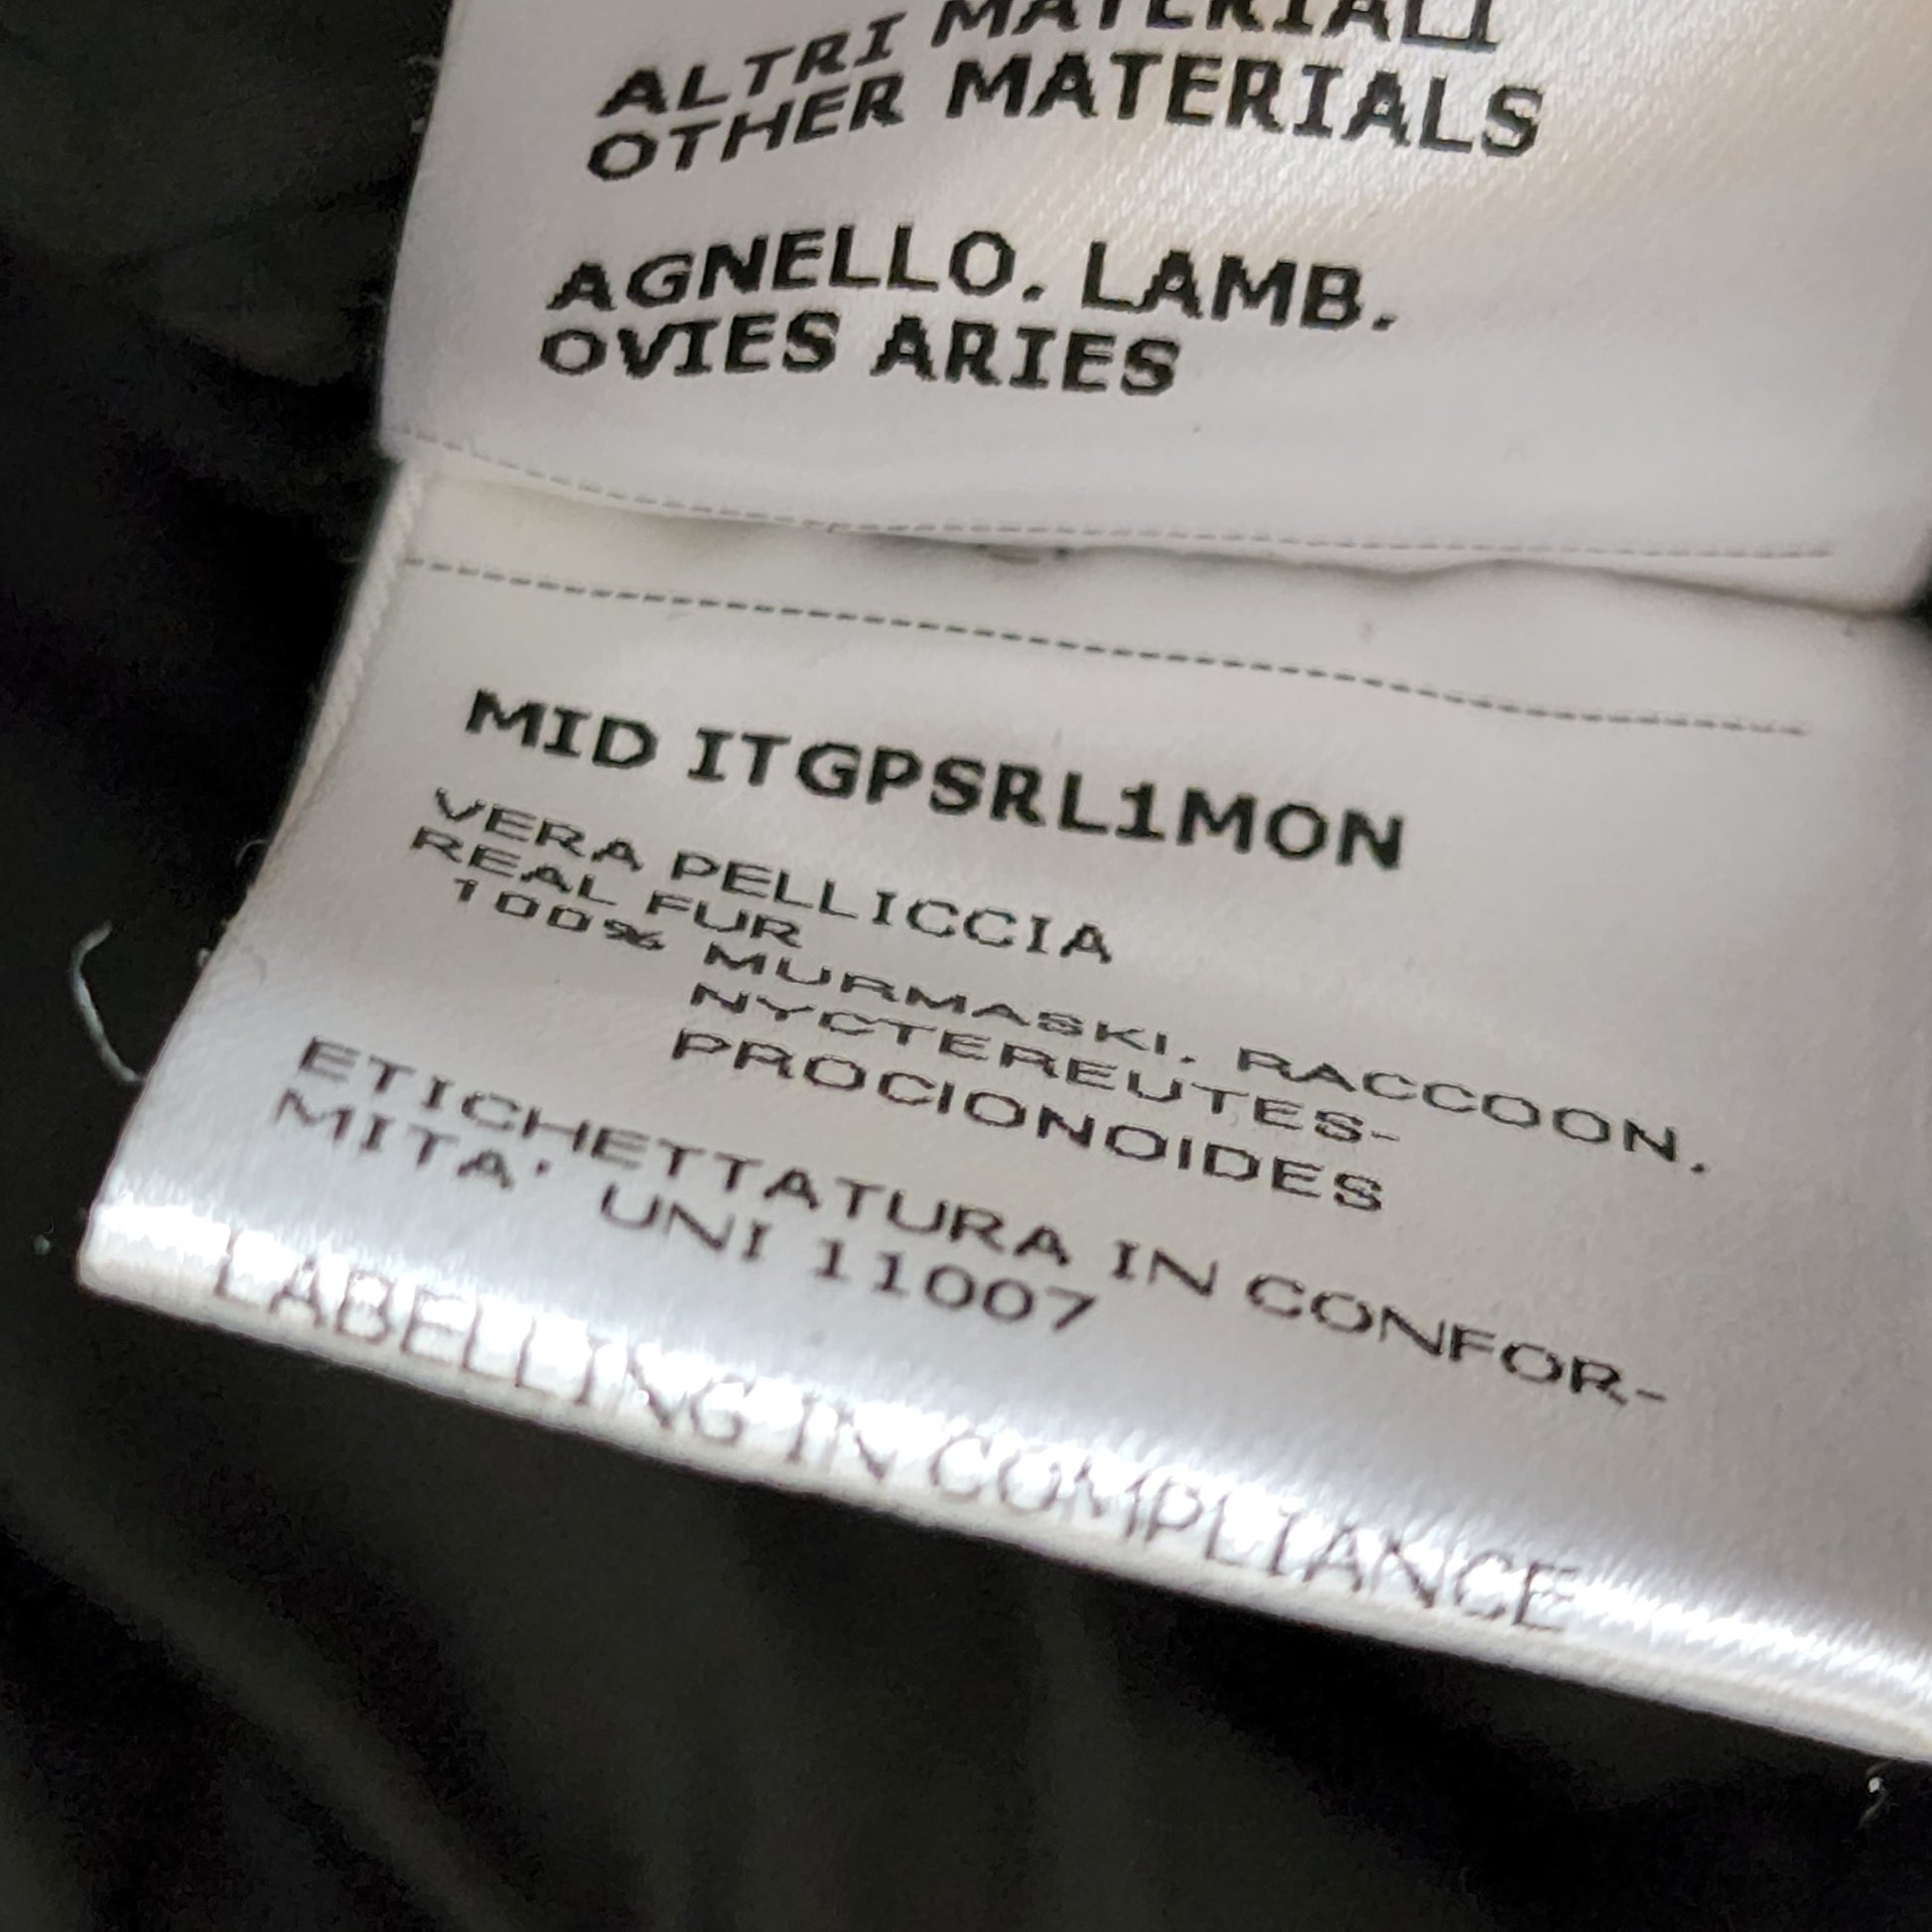 ALTRI MATERIALI
OTHER MATERIALS
AGNELLO. LAMB.
OVIES ARIES
MID ITGPSRL1MON
VERA PELLICCIA
REAL FUR
100% MURMASKI. RACCOON.
NYCTEREUTES-
PROCIONOIDES
ETICHETTATURA IN CONFOR-
MITA' UNI 11007
LABELLING IN COMPLIANCE